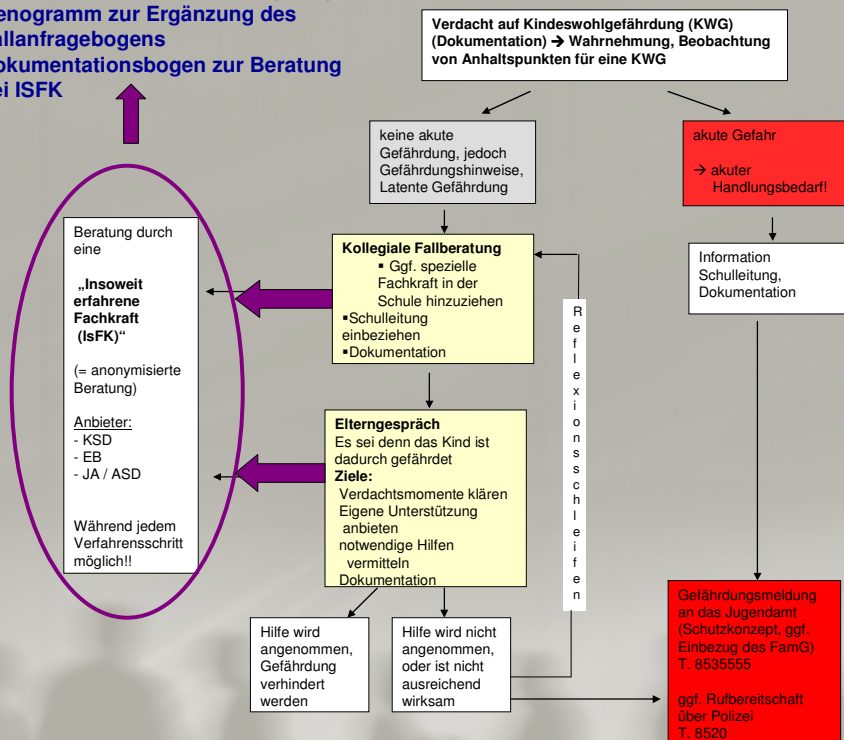 enogramm zur Ergänzung des
allanfragebogens
okumentationsbogen zur Beratung
ei ISFK
Verdacht auf Kindeswohlgefährdung (KWG)
(Dokumentation) → Wahrnehmung, Beobachtung
von Anhaltspunkten für eine KWG
keine akute
Gefährdung, jedoch
Gefährdungshinweise,
Latente Gefährdung
akute Gefahr
→ akuter
Handlungsbedarf!
Beratung durch
eine
„Insoweit
erfahrene
Fachkraft
(IsFK)“
(= anonymisierte
Beratung)
Anbieter:
- KSD
- EB
- JA / ASD
Während jedem
Verfahrensschritt
möglich!!
Kollegiale Fallberatung
▪ Ggf. spezielle
Fachkraft in der
Schule hinzuziehen
▪Schulleitung
einbeziehen
▪Dokumentation
Information
Schulleitung,
Dokumentation
Reflexionsschleifen
Elterngespräch
Es sei denn das Kind ist
dadurch gefährdet
Ziele:
Verdachtsmomente klären
Eigene Unterstützung
anbieten
notwendige Hilfen
vermitteln
Dokumentation
Hilfe wird
angenommen,
Gefährdung
verhindert
werden
Hilfe wird nicht
angenommen,
oder ist nicht
ausreichend
wirksam
Gefährdungsmeldung
an das Jugendamt
(Schutzkonzept, ggf.
Einbezug des FamG)
T. 8535555
ggf. Rufbereitschaft
über Polizei
T. 8520